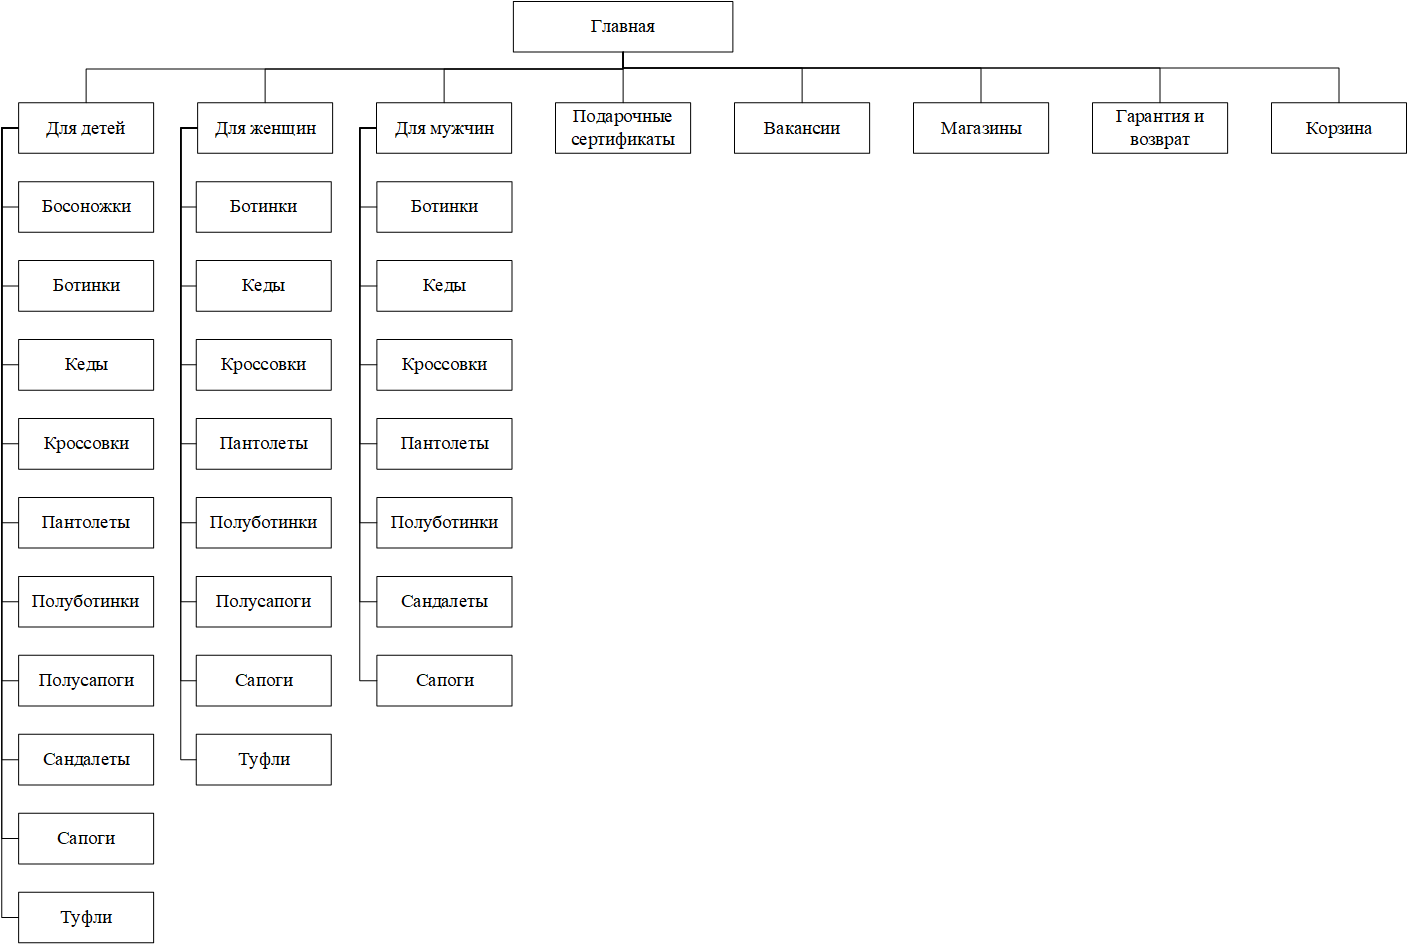 Главная
Для детей
Для женщин
Для мужчин
Подарочные
сертификаты
Вакансии
Магазины
Гарантия и
возврат
Корзина
Босоножки
Ботинки
Кеды
Кроссовки
Пантолеты
Полуботинки
Полусапоги
Сандалеты
Сапоги
Туфли
Ботинки
Кеды
Кроссовки
Пантолеты
Полуботинки
Полусапоги
Сапоги
Туфли
Ботинки
Кеды
Кроссовки
Пантолеты
Полуботинки
Сандалеты
Сапоги